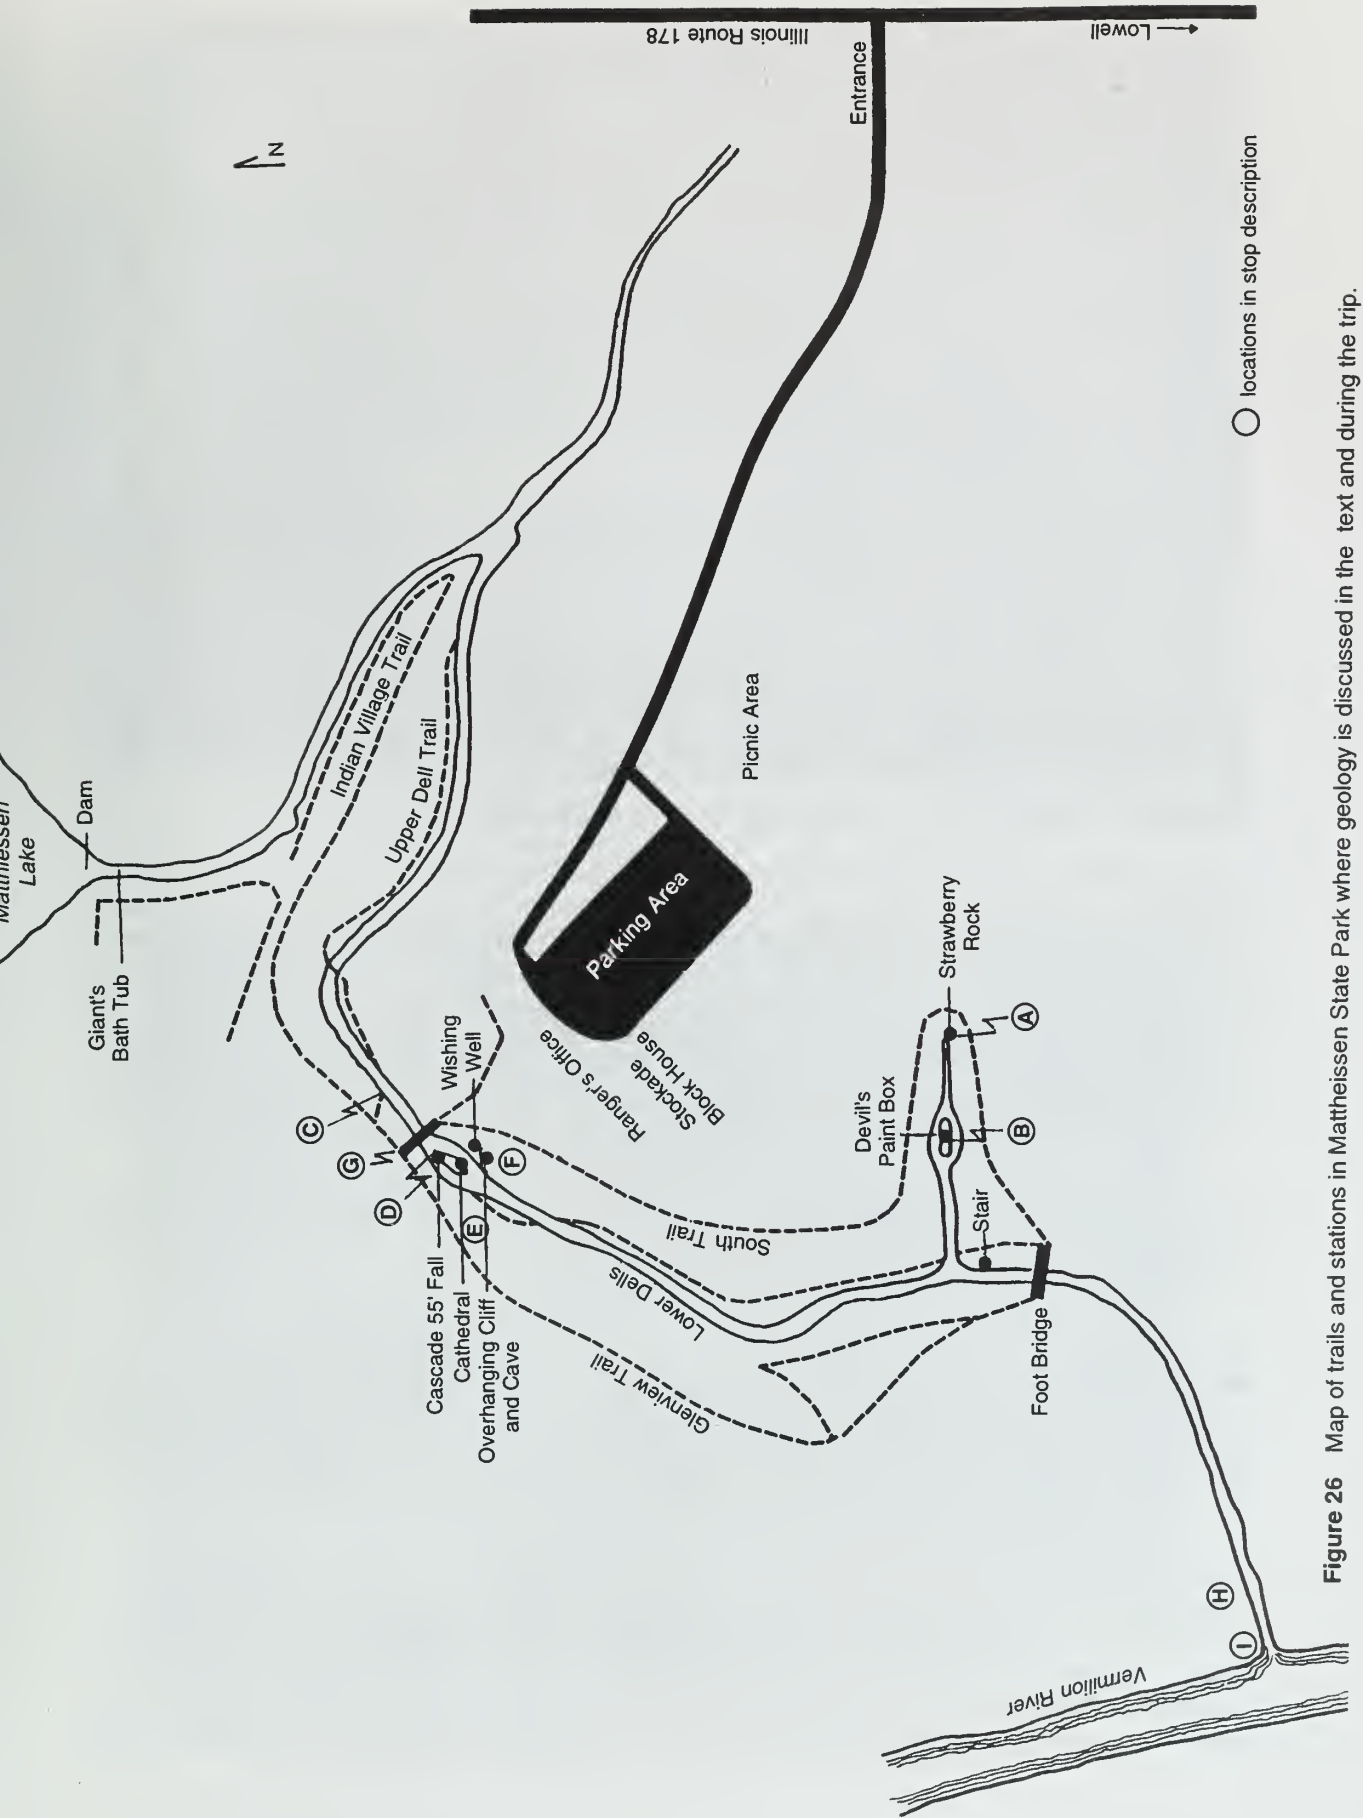 Matthiessen
Lake
Dam
Giant's
Bath Tub
N
Illinois Route 178
Entrance
Lowell
Indian Village Trail
Upper Dell Trail
Parking Area
Picnic Area
Ranger's Office
Stockade
Block House
Wishing
Well
C
G
D
E
F
Cascade 55' Fall
Cathedral
Overhanging Cliff
and Cave
South Trail
Lower Dells
Glenview Trail
Devil's
Paint Box
Strawberry
Rock
A
B
Stair
Foot Bridge
H
I
Vermilion River
locations in stop description
Figure 26 Map of trails and stations in Mattheissen State Park where geology is discussed in the text and during the trip.